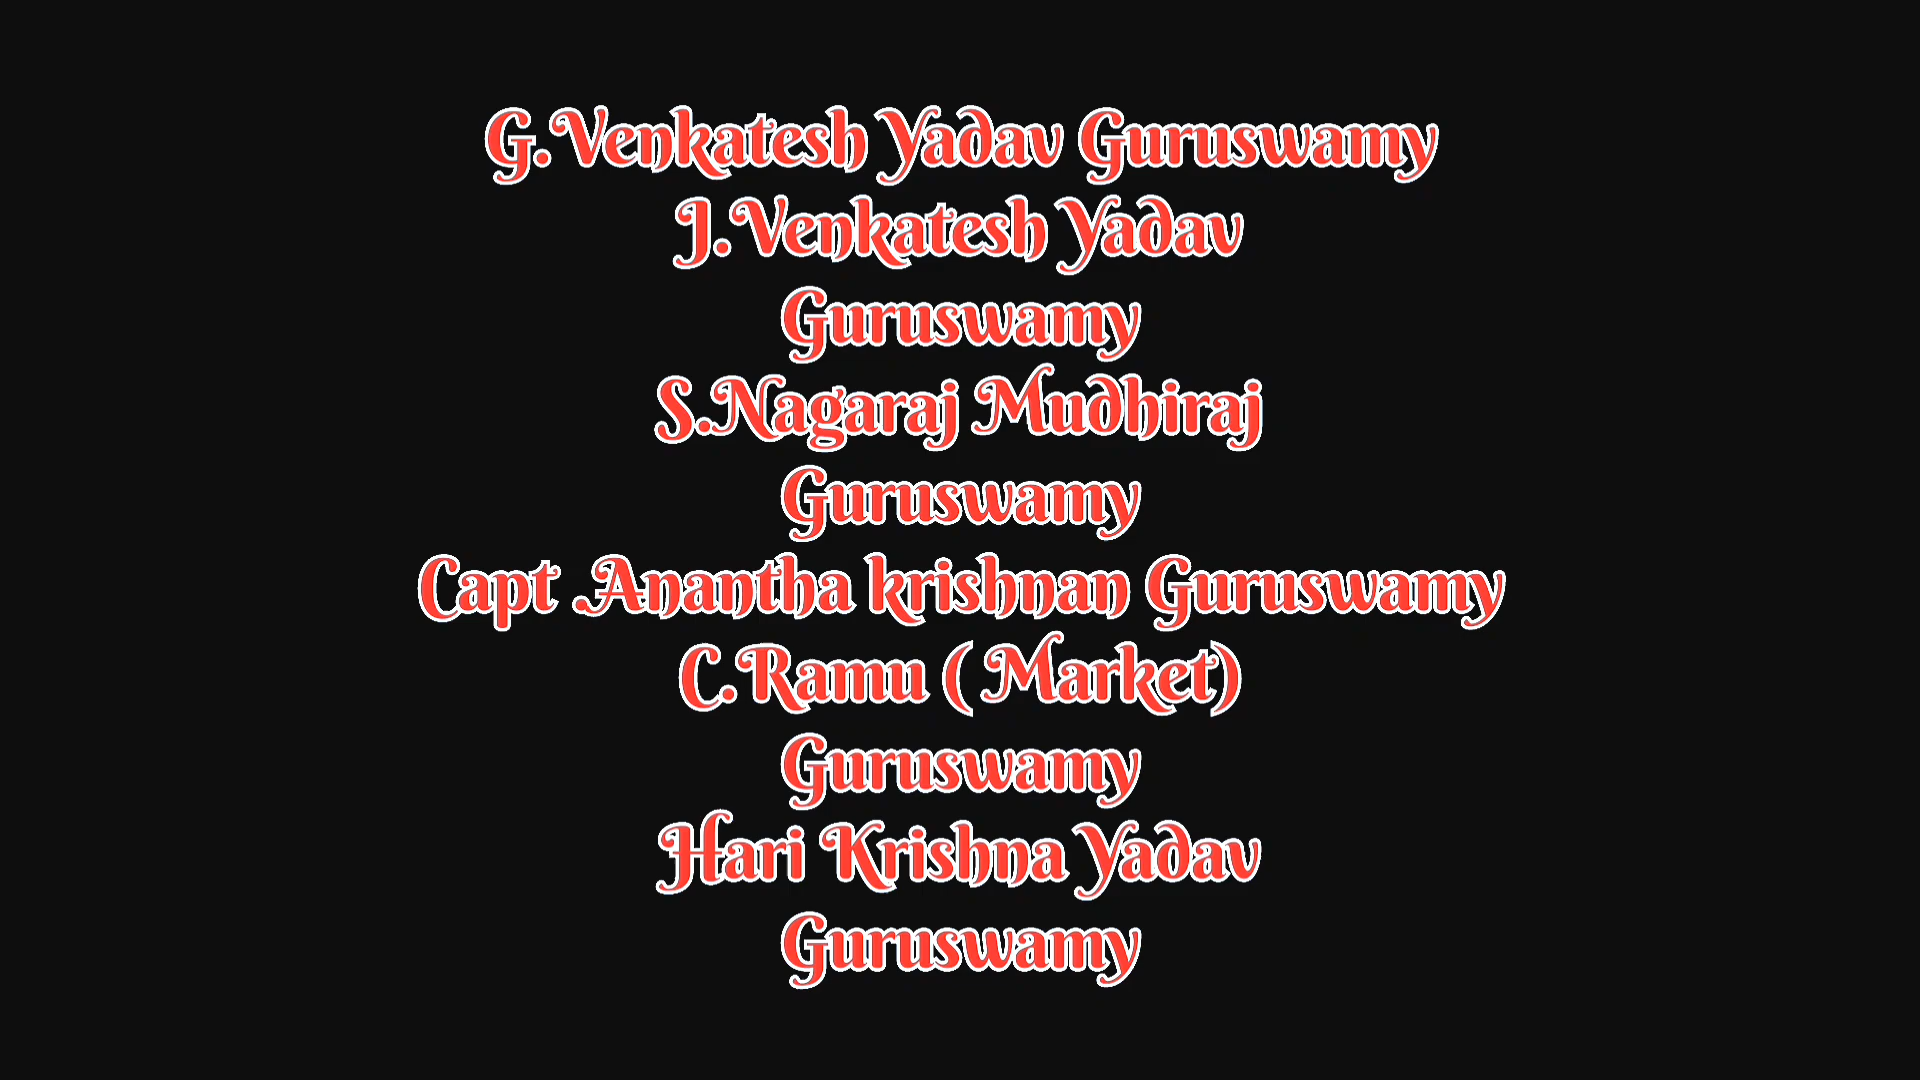 G.Venkatesh Yadav Guruswamy
J.Venkatesh Yadav
Guruswamy
S.Nagaraj Mudhiraj
Guruswamy
Capt .Anantha krishnan Guruswamy
C.Ramu ( Market)
Guruswamy
Hari Krishna Yadav
Guruswamy